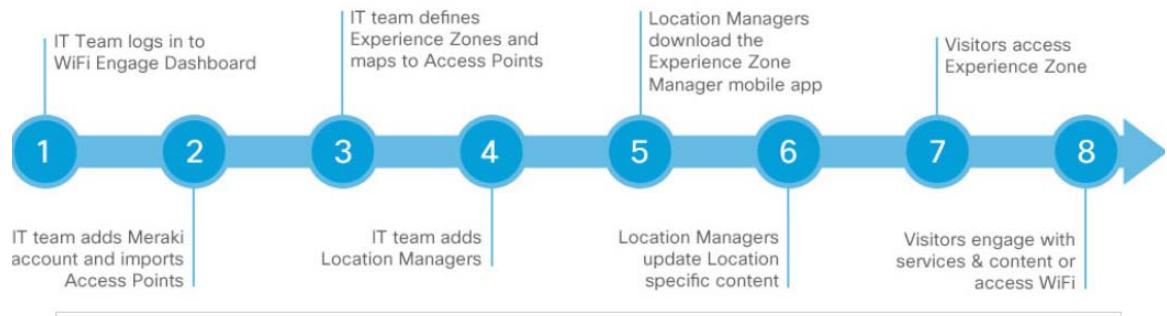 1
IT Team logs in to
WiFi Engage Dashboard
2
IT team adds Meraki
account and imports
Access Points
3
IT team defines
Experience Zones and
maps to Access Points
4
IT team adds
Location Managers
5
Location Managers
download the
Experience Zone
Manager mobile app
6
Location Managers
update Location
specific content
7
Visitors access
Experience Zone
8
Visitors engage with
services & content or
access WiFi